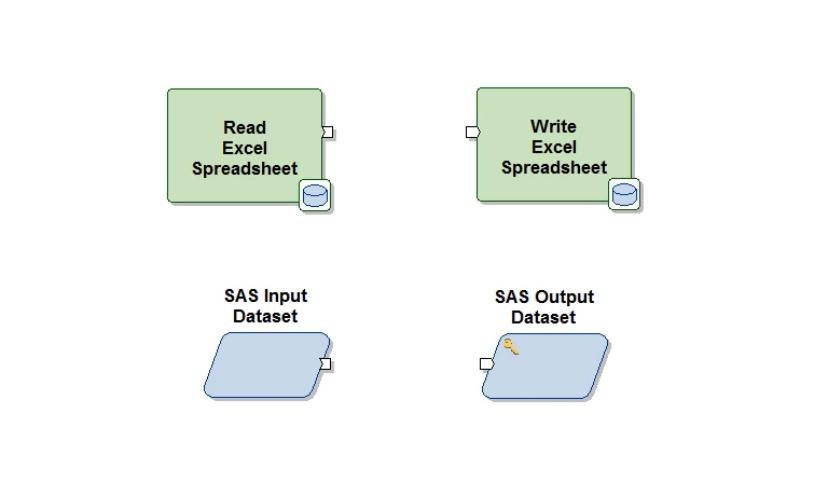 Read
Excel
Spreadsheet
Write
Excel
Spreadsheet
SAS Input
Dataset
SAS Output
Dataset